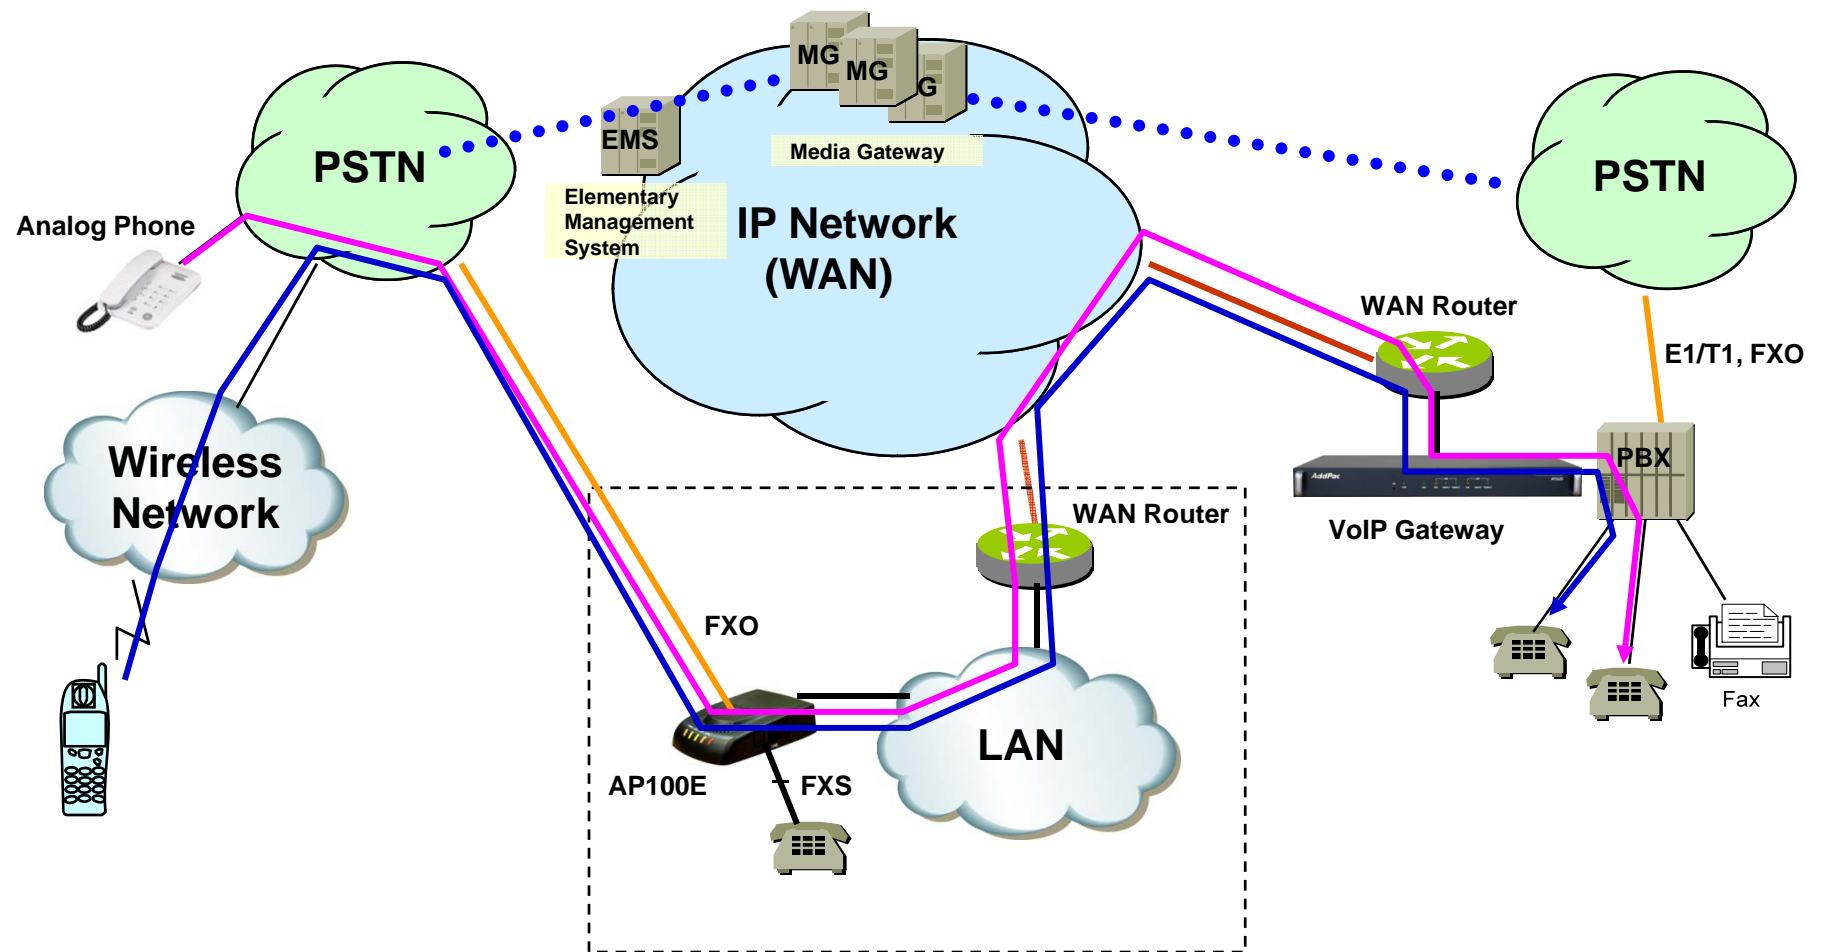 MG
MG
G
EMS
Media Gateway
PSTN
PSTN
Elementary
Management
System
IP Network
(WAN)
Analog Phone
WAN Router
E1/T1, FXO
Wireless
Network
PBX
AddPac
VoIP Gateway
WAN Router
FXO
Fax
LAN
AP100E
FXS